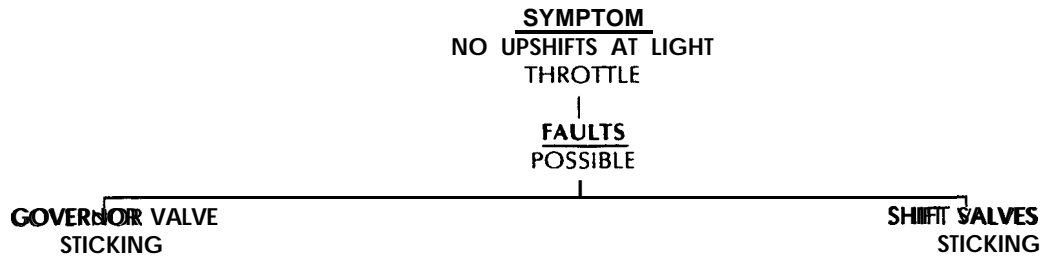 SYMPTOM
NO UPSHIFTS AT LIGHT
THROTTLE
FAULTS
POSSIBLE
GOVERNOR VALVE
STICKING
SHIFT VALVES
STICKING